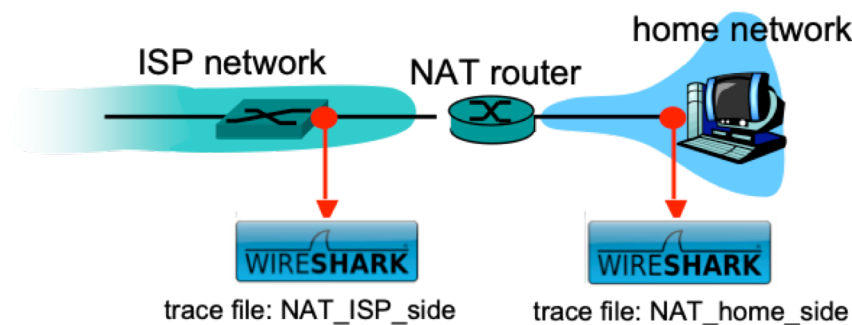 home network
ISP network
NAT router
WIRESHARK
WIRESHARK
trace file: NAT_ISP_side
trace file: NAT_home_side